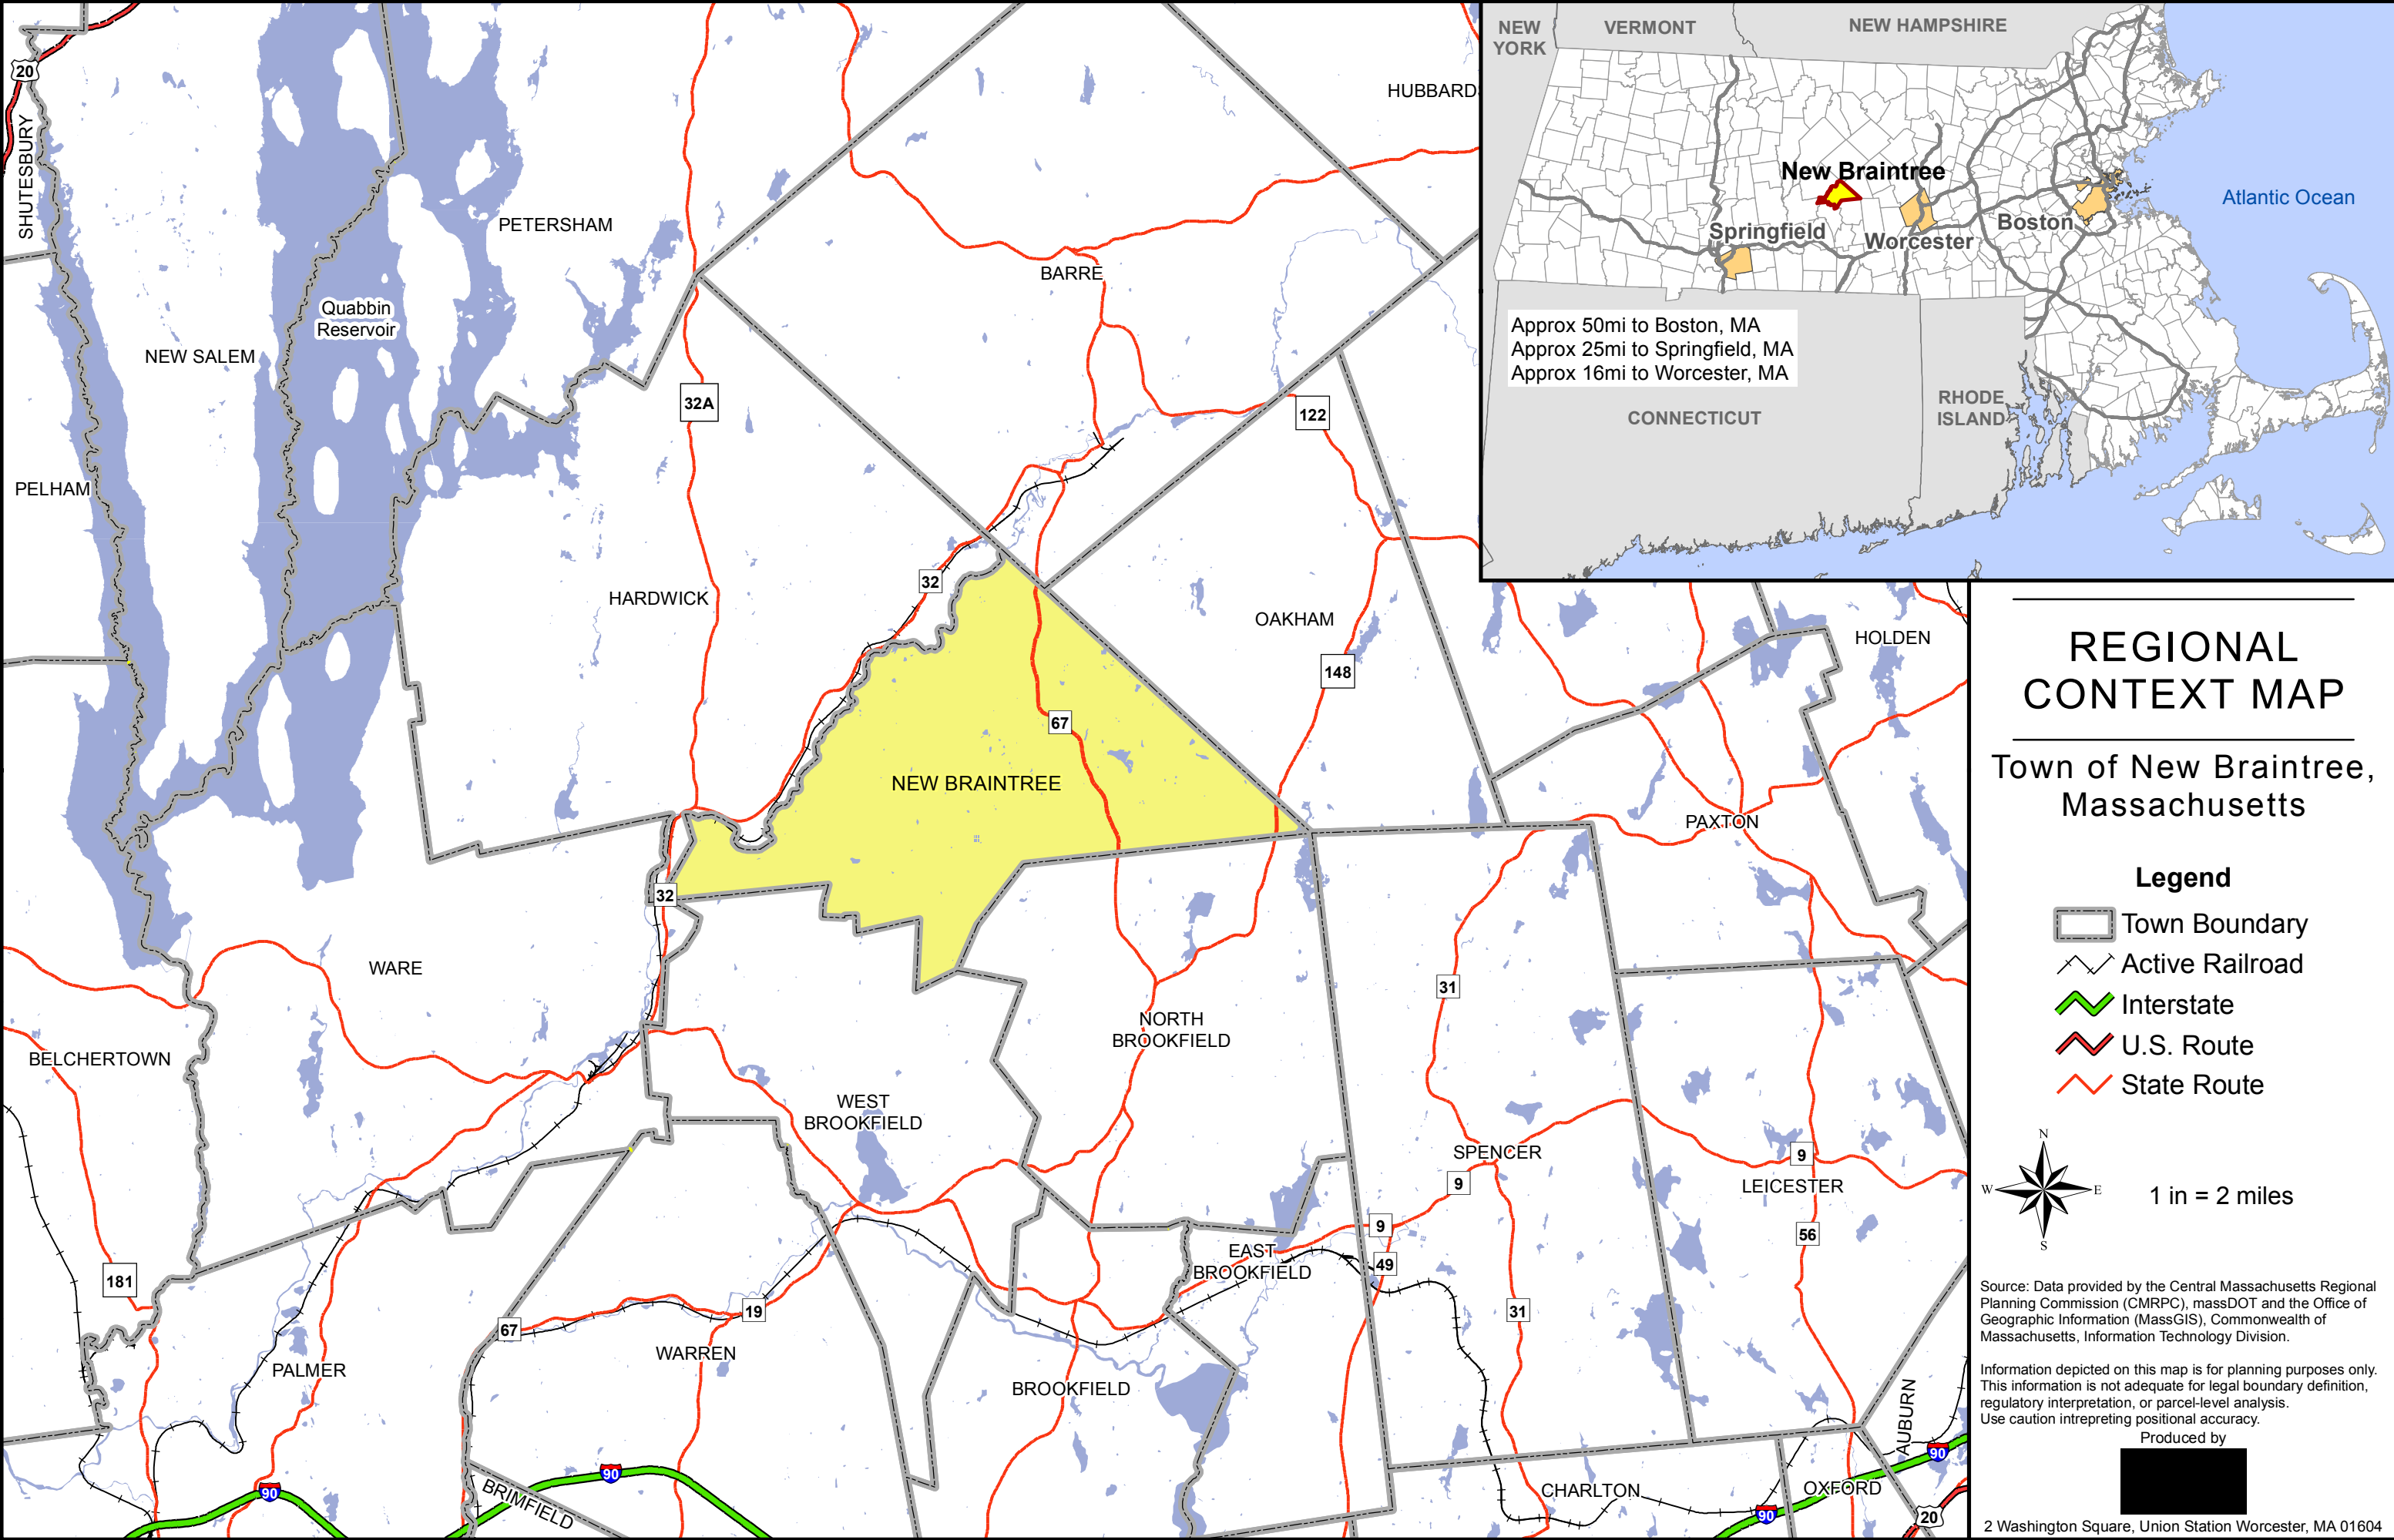 NEW
YORK
VERMONT
NEW HAMPSHIRE
New Braintree
Springfield
Worcester
Boston
Atlantic Ocean
Approx 50mi to Boston, MA
Approx 25mi to Springfield, MA
Approx 16mi to Worcester, MA
CONNECTICUT
RHODE
ISLAND
20
SHUTESBURY
HUBBARDS
PETERSHAM
BARRE
Quabbin
Reservoir
NEW SALEM
32A
122
PELHAM
32
HARDWICK
OAKHAM
HOLDEN
148
67
NEW BRAINTREE
PAXTON
32
WARE
31
NORTH
BROOKFIELD
BELCHERTOWN
WEST
BROOKFIELD
SPENCER
9
9
LEICESTER
9
56
EAST
BROOKFIELD
49
181
19
31
67
WARREN
PALMER
BROOKFIELD
AUBURN
90
90
90
BRIMFIELD
CHARLTON
OXFORD
90
20
REGIONAL
CONTEXT MAP
Town of New Braintree,
Massachusetts
Legend
Town Boundary
Active Railroad
Interstate
U.S. Route
State Route
N
W
E
S
1 in = 2 miles
Source: Data provided by the Central Massachusetts Regional
Planning Commission (CMRPC), massDOT and the Office of
Geographic Information (MassGIS), Commonwealth of
Massachusetts, Information Technology Division.
Information depicted on this map is for planning purposes only.
This information is not adequate for legal boundary definition,
regulatory interpretation, or parcel-level analysis.
Use caution intrepreting positional accuracy.
Produced by
2 Washington Square, Union Station Worcester, MA 01604